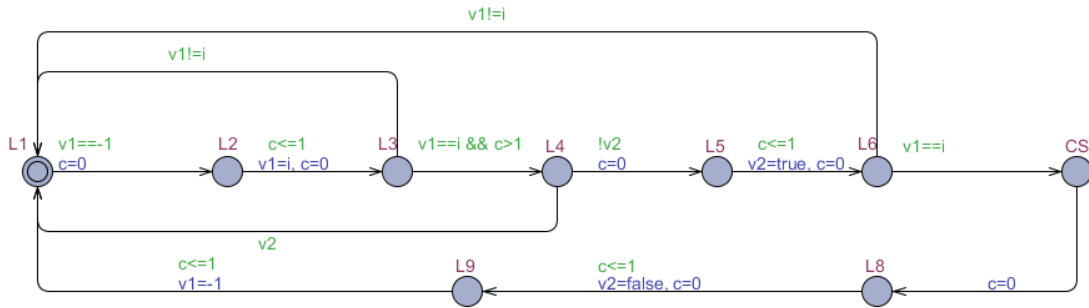 v1!=i
v1!=i
L1
v1==-1
c=0
L2
c<=1
v1=i, c=0
L3
v1==i && c>1
L4
!v2
c=0
L5
c<=1
v2=true, c=0
L6
v1==i
CS
v2
c<=1
v1=-1
L9
c<=1
v2=false, c=0
L8
c=0